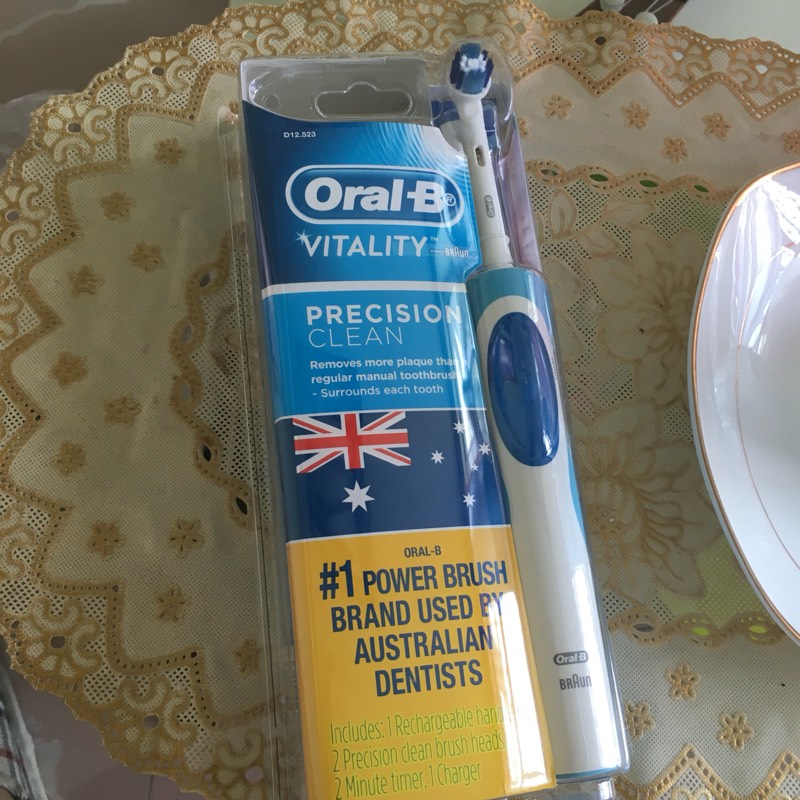 D12.523
Oral-B®
VITALITY™
BRAUN
PRECISION
CLEAN
Removes more plaque than a
regular manual toothbrush
- Surrounds each tooth
ORAL-B
#1 POWER BRUSH
BRAND USED BY
AUSTRALIAN
DENTISTS
Includes: 1 Rechargeable
2 Precision clean brush heads
2 Minute timer, 1 Charger
Oral-B
BRAUN